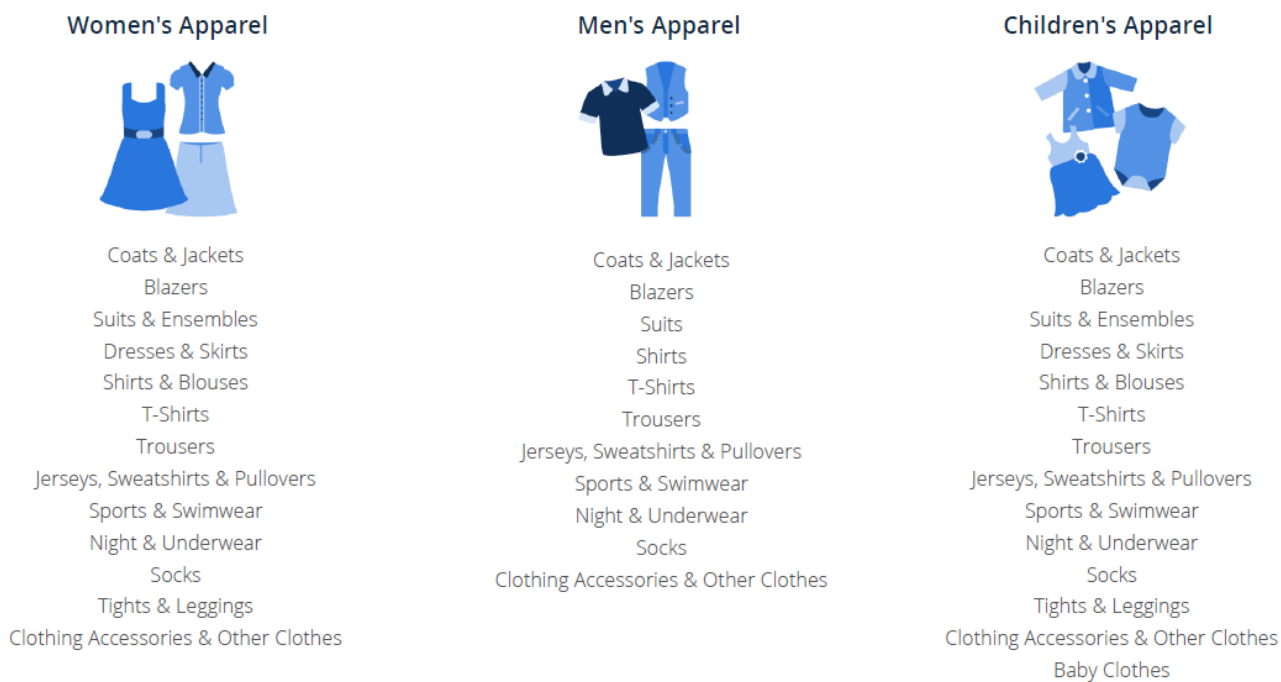 Women's Apparel
Coats & Jackets
Blazers
Suits & Ensembles
Dresses & Skirts
Shirts & Blouses
T-Shirts
Trousers
Jerseys, Sweatshirts & Pullovers
Sports & Swimwear
Night & Underwear
Socks
Tights & Leggings
Clothing Accessories & Other Clothes
Men's Apparel
Coats & Jackets
Blazers
Suits
Shirts
T-Shirts
Trousers
Jerseys, Sweatshirts & Pullovers
Sports & Swimwear
Night & Underwear
Socks
Clothing Accessories & Other Clothes
Children's Apparel
Coats & Jackets
Blazers
Suits & Ensembles
Dresses & Skirts
Shirts & Blouses
T-Shirts
Trousers
Jerseys, Sweatshirts & Pullovers
Sports & Swimwear
Night & Underwear
Socks
Tights & Leggings
Clothing Accessories & Other Clothes
Baby Clothes